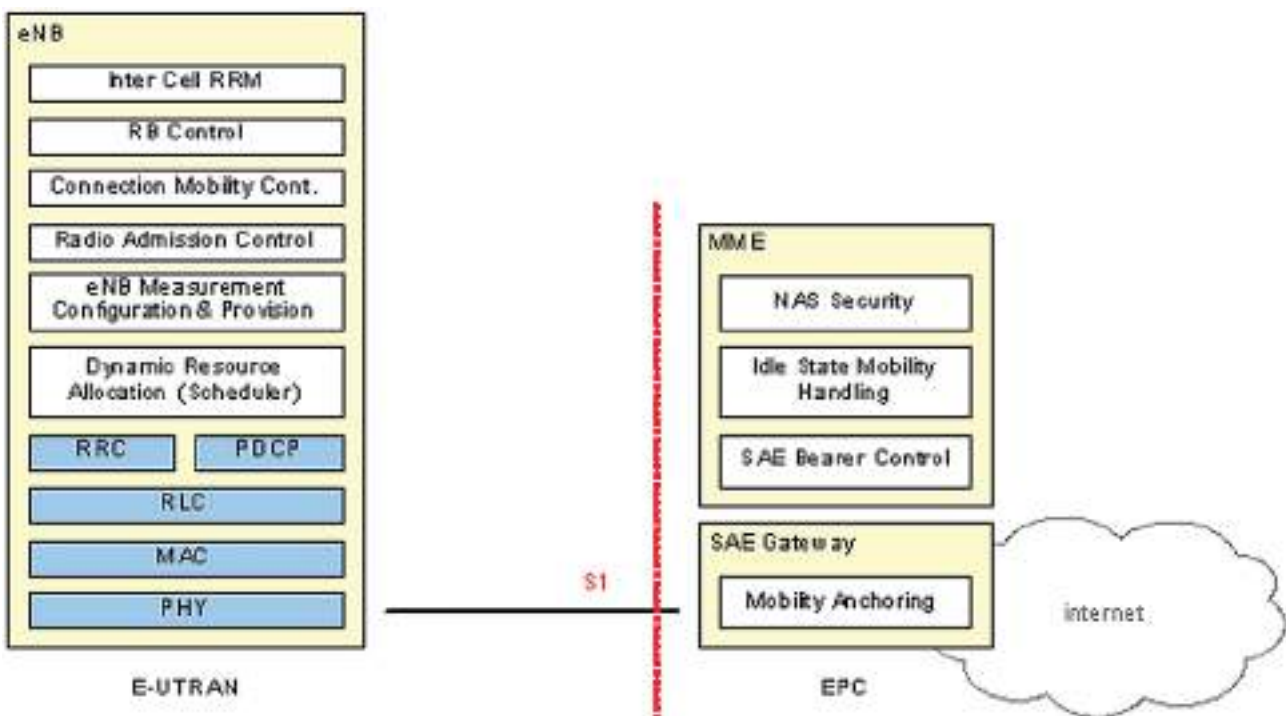 eNB
Inter Cell RRM
RB Control
Connection Mobility Cont.
Radio Admission Control
eNB Measurement
Configuration & Provision
Dynamic Resource
Allocation (Scheduler)
RRC
PDCP
RLC
MAC
PHY
E-UTRAN
S1
MME
NAS Security
Idle State Mobility
Handling
SAE Bearer Control
SAE Gateway
Mobility Anchoring
EPC
internet